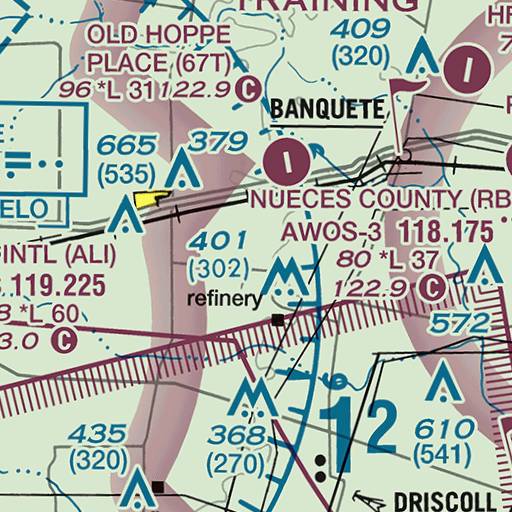 TRAINING
OLD HOPPE
PLACE (67T)
96 *L 31 122.9 C
409
(320)
BANQUETE
665
(535)
379
I
I
NUECES COUNTY (RB
AWOS-3 118.175
80 *L 37
122.9 C
ELO
INTL (ALI)
119.225
8 *L 60
3.0 C
401
(302)
refinery
572
12
435
(320)
368
(270)
610
(541)
DRISCOLL